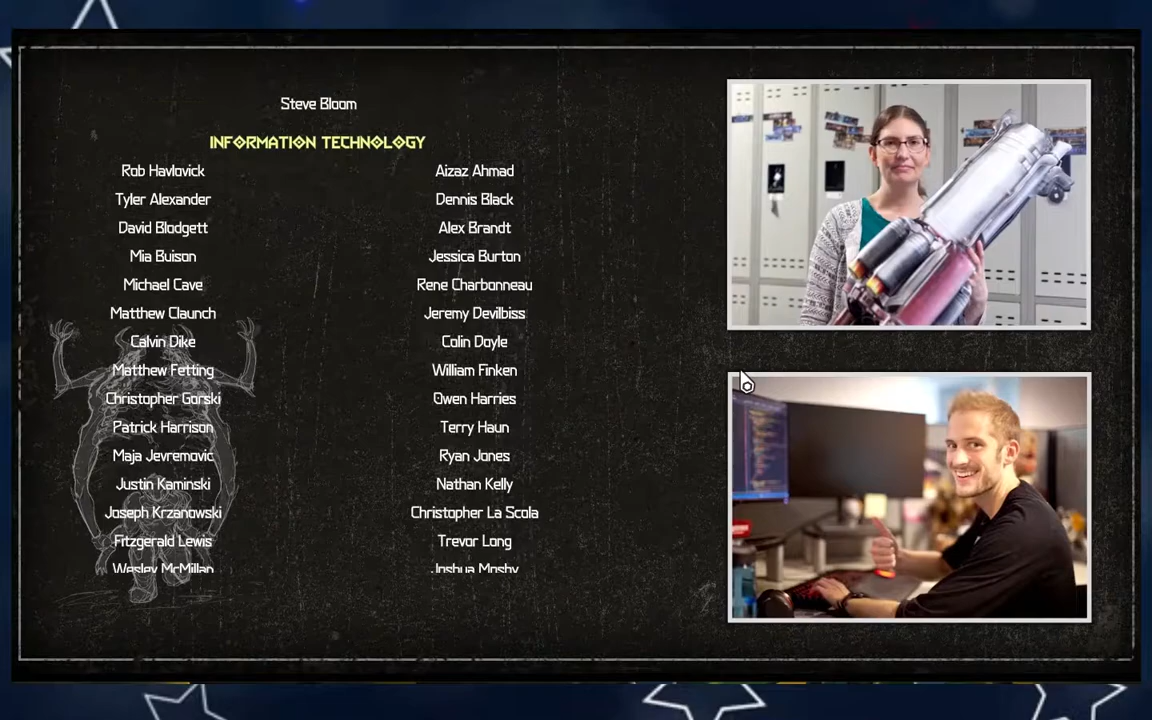 Steve Bloom
INFORMATION TECHNOLOGY
Rob Havlovick Aizaz Ahmad
Tyler Alexander Dennis Black
David Blodgett Alex Brandt
Mia Buison Jessica Burton
Michael Cave Rene Charbonneau
Matthew Claunch Jeremy Devilbiss
Calvin Dike Colin Doyle
Matthew Fetting William Finken
Christopher Gorski Owen Harries
Patrick Harrison Terry Haun
Maja Jevremovic Ryan Jones
Justin Kaminski Nathan Kelly
Joseph Krzanowski Christopher La Scola
Fitzgerald Lewis Trevor Long
Wesley McMillan Joshua Mosby